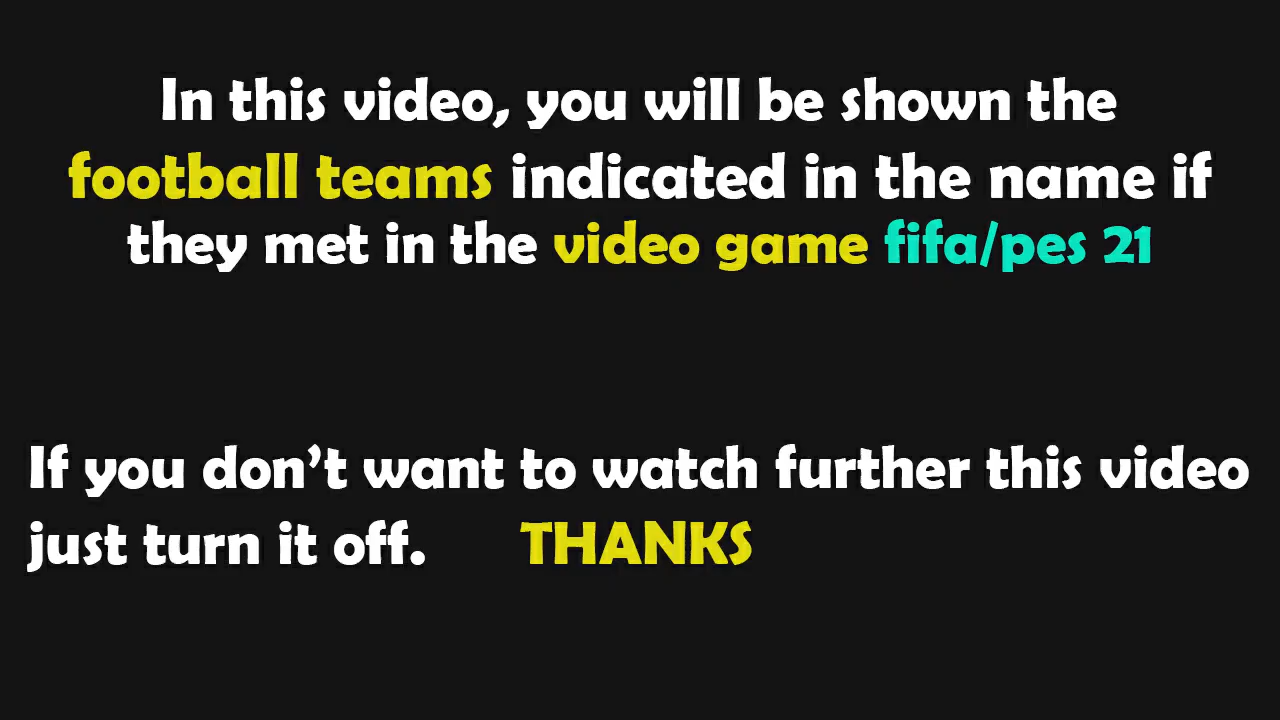 In this video, you will be shown the
football teams indicated in the name if
they met in the video game fifa/pes 21
If you don’t want to watch further this video
just turn it off. THANKS